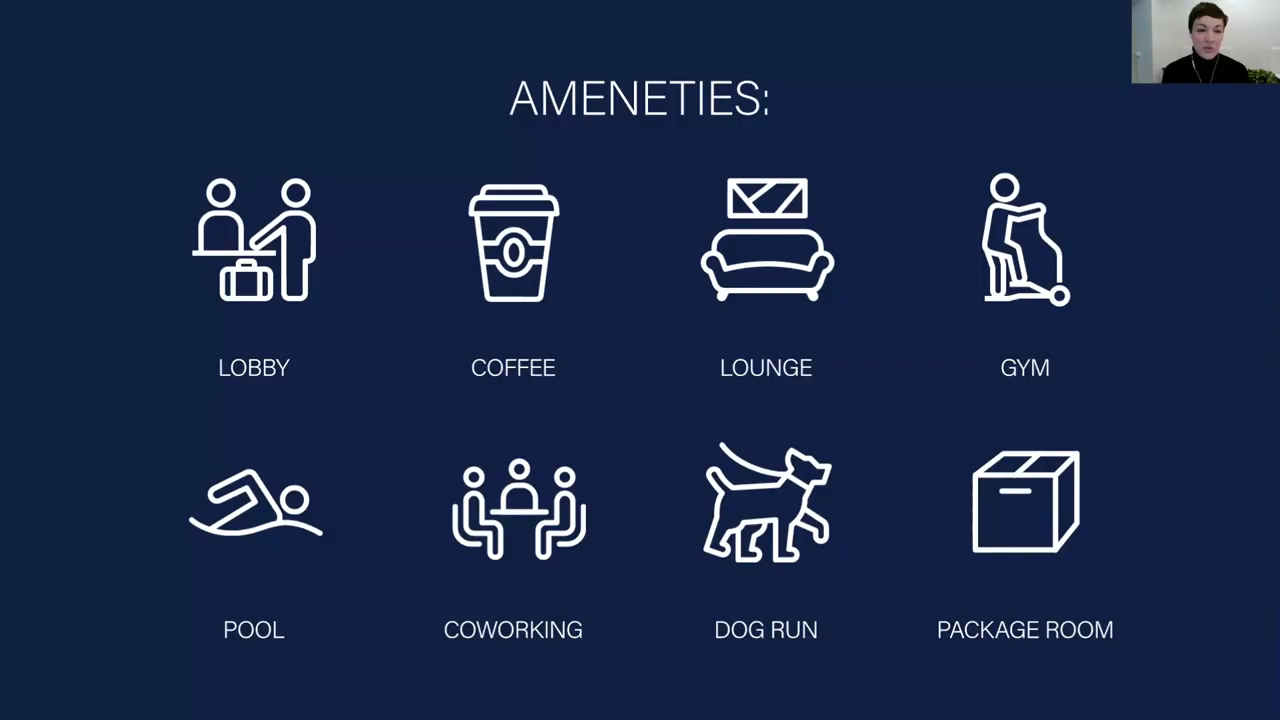 AMENETIES:
LOBBY
COFFEE
LOUNGE
GYM
POOL
COWORKING
DOG RUN
PACKAGE ROOM